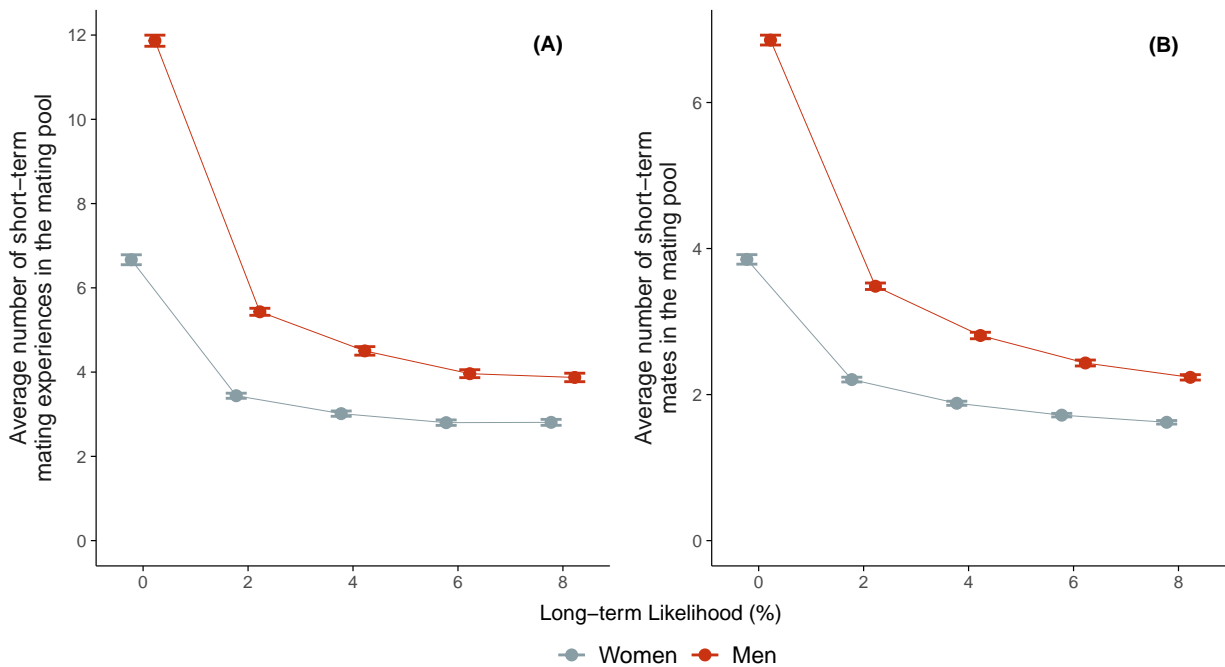 (A)
Average number of short−term
mating experiences in the mating pool
12
10
8
6
4
2
0
0 2 4 6 8
(B)
Average number of short−term
mates in the mating pool
6
4
2
0
0 2 4 6 8
Long−term Likelihood (%)
Women Men